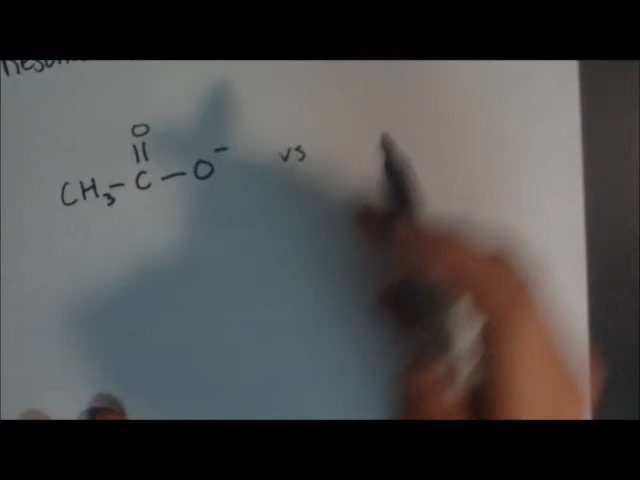 O
||
CH₃ – C – O⁻ vs